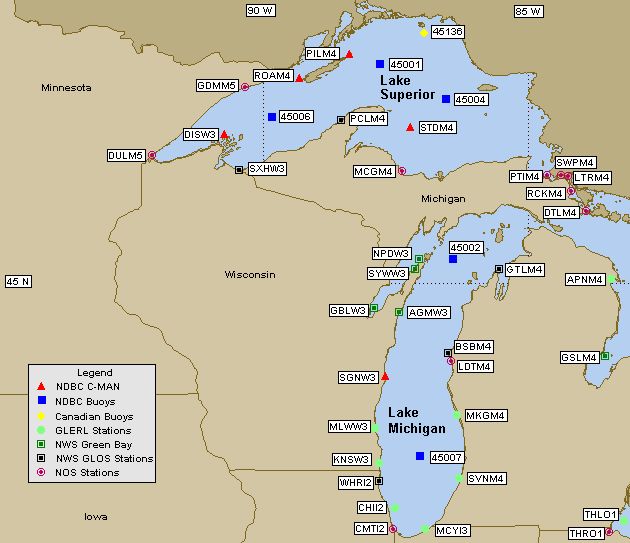 90 W
85 W
45136
PILM4
45001
ROAM4
Lake
Superior
Minnesota
GDMM5
45004
45006
PCLM4
DISW3
STDM4
DULM5
SXHW3
MCGM4
SWPM4
PTIM4
LTRM4
RCKM4
Michigan
DTLM4
NPDW3
45002
SYWW3
GTLM4
Wisconsin
45 N
APNM4
GBLW3
AGMW3
BSBM4
GSLM4
LDTM4
SGNW3
Legend
NDBC C-MAN
NDBC Buoys
Canadian Buoys
GLERL Stations
NWS Green Bay
NWS GLOS Stations
NOS Stations
Lake
Michigan
MKGM4
MLWW3
45007
KNSW3
SVNM4
WHRI2
CHII2
Iowa
CMTI2
MCYI3
THLO1
THRO1